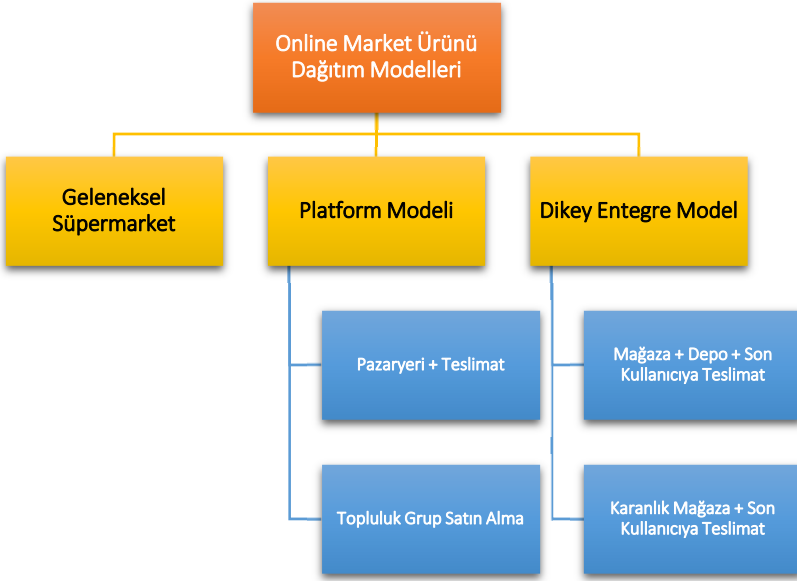 Online Market Ürünü
Dağıtım Modelleri
Geleneksel
Süpermarket
Platform Modeli
Dikey Entegre Model
Pazaryeri + Teslimat
Mağaza + Depo + Son
Kullanıcıya Teslimat
Topluluk Grup Satın Alma
Karanlık Mağaza + Son
Kullanıcıya Teslimat